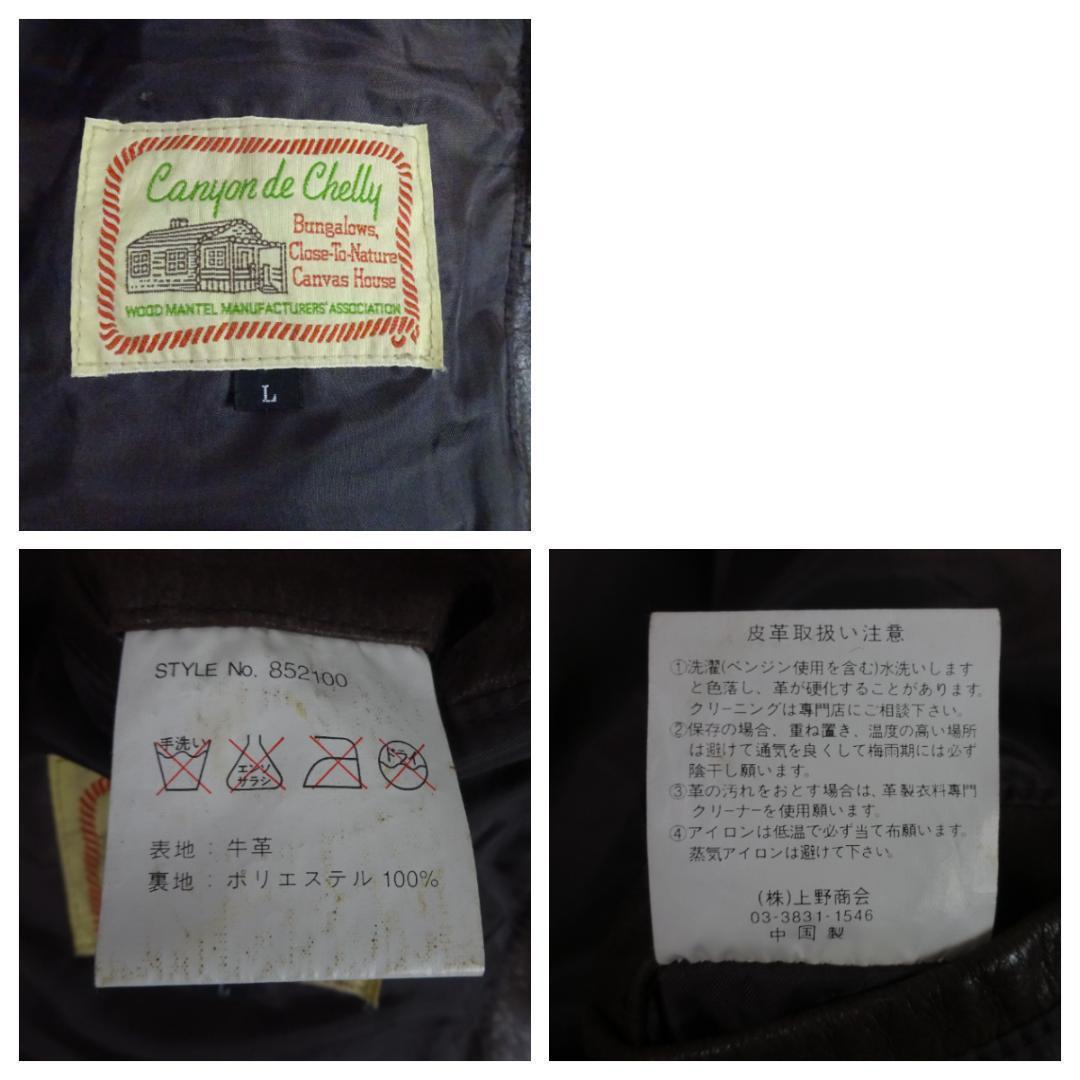 Canyon de Chelly
Bungalows,
Close-To-Nature
Canvas House
WOOD MANTEL MANUFACTURERS' ASSOCIATION
L
STYLE No. 852100
手洗い
エンソ
サラシ
ドライ
表地 : 牛革
裏地 : ポリエステル 100%
皮革取扱い注意
①洗濯(ベンジン使用を含む)水洗いします
と色落し、革が硬化することがあります。
クリーニングは専門店にご相談下さい。
②保存の場合、重ね置き、温度の高い場所
は避けて通気を良くして梅雨期には必ず
陰干し願います。
③革の汚れをおとす場合は、革製衣料専門
クリーナーを使用願います。
④アイロンは低温で必ず当て布願います。
蒸気アイロンは避けて下さい。
(株)上野商会
03-3831-1546
中国製